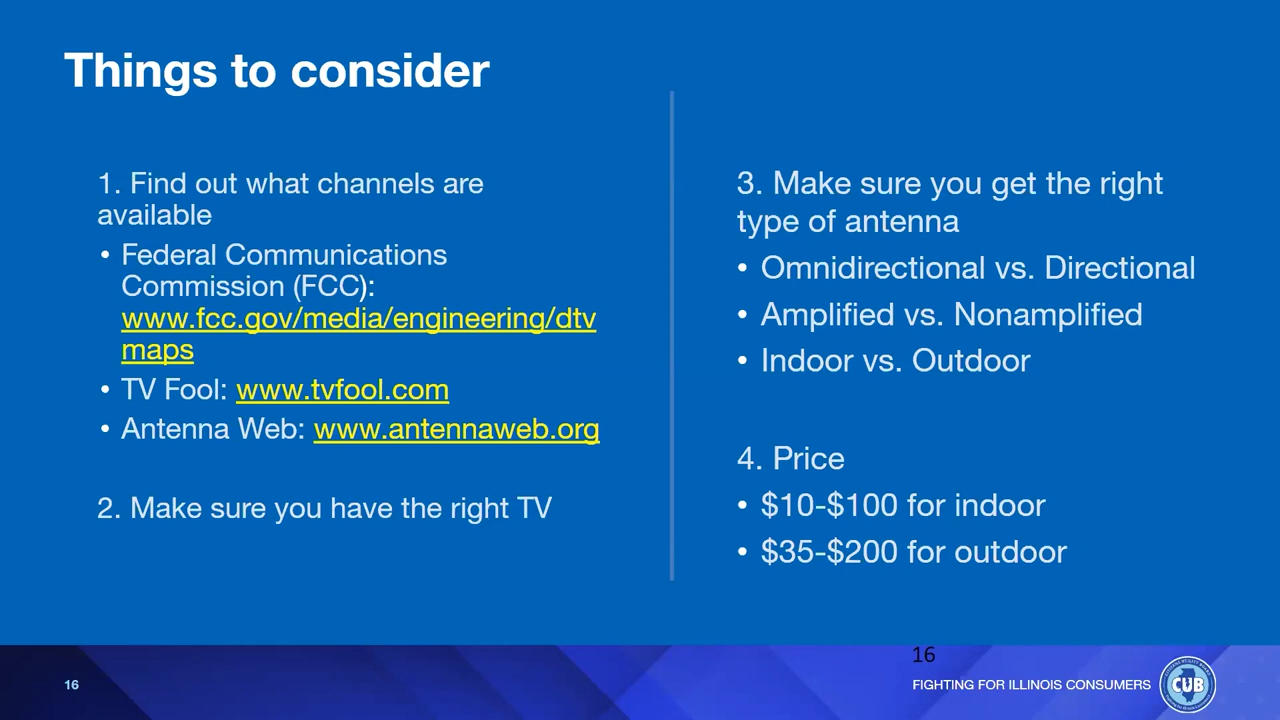 Things to consider
1. Find out what channels are
available
• Federal Communications
Commission (FCC):
www.fcc.gov/media/engineering/dtv
maps
• TV Fool: www.tvfool.com
• Antenna Web: www.antennaweb.org
2. Make sure you have the right TV
3. Make sure you get the right
type of antenna
• Omnidirectional vs. Directional
• Amplified vs. Nonamplified
• Indoor vs. Outdoor
4. Price
• $10-$100 for indoor
• $35-$200 for outdoor
16
16
FIGHTING FOR ILLINOIS CONSUMERS
CUB